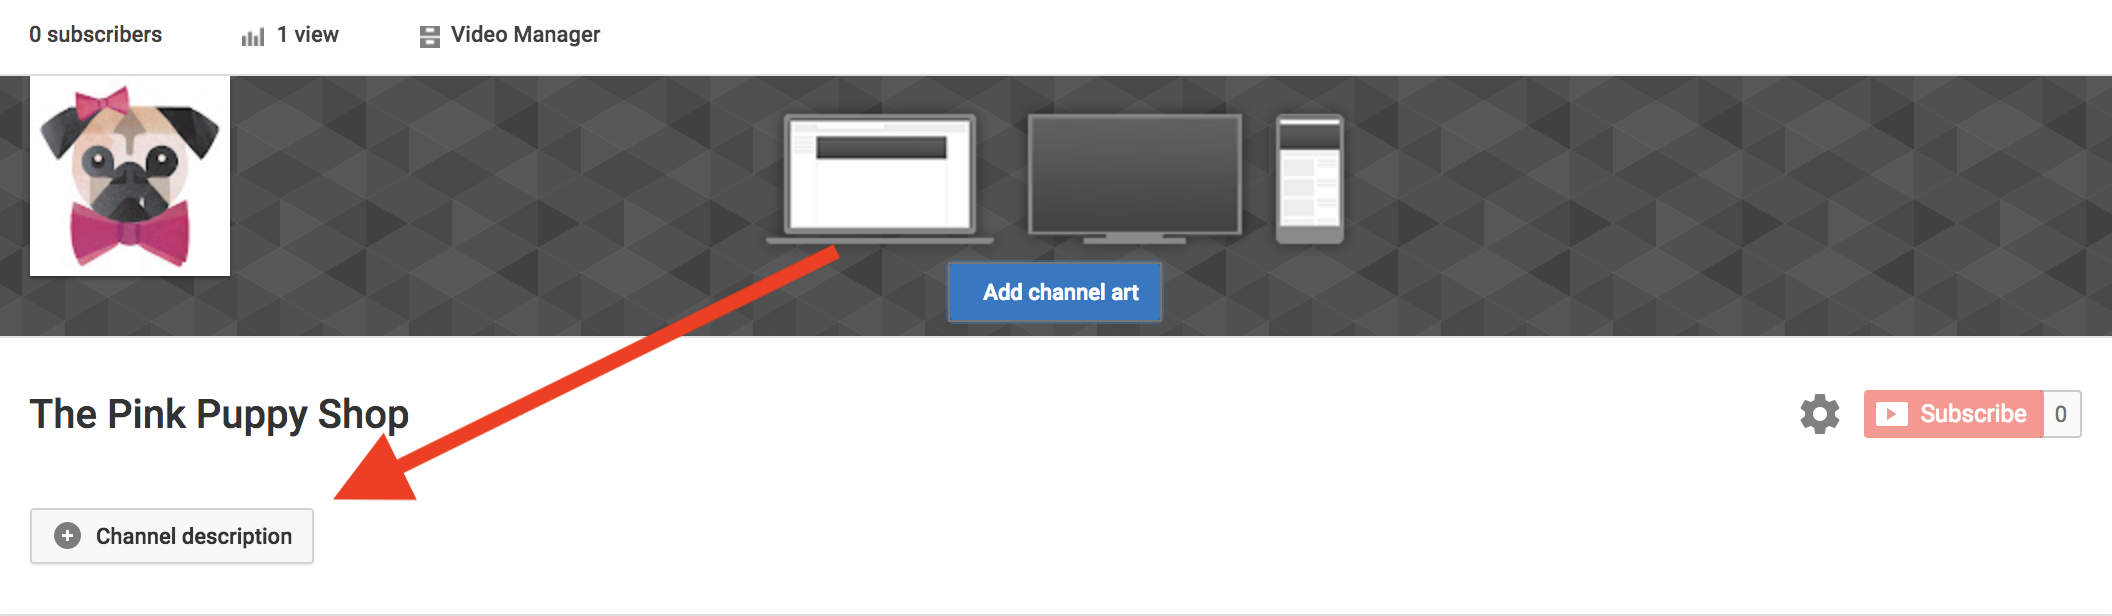 0 subscribers
1 view
Video Manager
Add channel art
The Pink Puppy Shop
Subscribe
0
Channel description